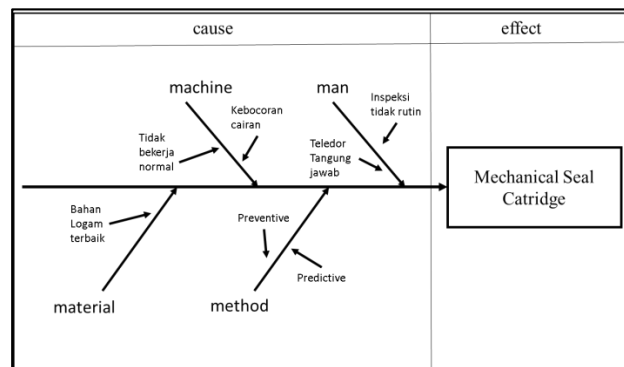 cause
effect
machine
man
Kebocoran
cairan
Inspeksi
tidak rutin
Tidak
bekerja
normal
Teledor
Tangung
jawab
Mechanical Seal
Catridge
Bahan
Logam
terbaik
Preventive
Predictive
material
method